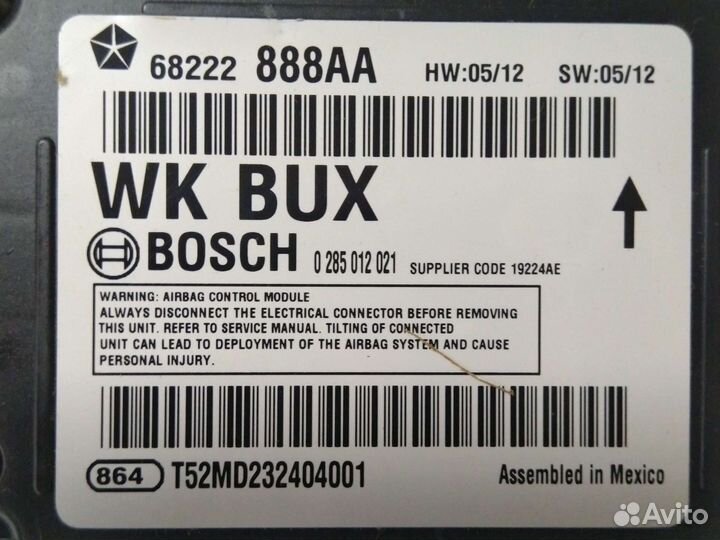 68222 888AA HW:05/12 SW:05/12
WK BUX
BOSCH 0 285 012 021 SUPPLIER CODE 19224AE
WARNING: AIRBAG CONTROL MODULE
ALWAYS DISCONNECT THE ELECTRICAL CONNECTOR BEFORE REMOVING
THIS UNIT. REFER TO SERVICE MANUAL. TILTING OF CONNECTED
UNIT CAN LEAD TO DEPLOYMENT OF THE AIRBAG SYSTEM AND CAUSE
PERSONAL INJURY.
864 T52MD232404001 Assembled in Mexico
Avito